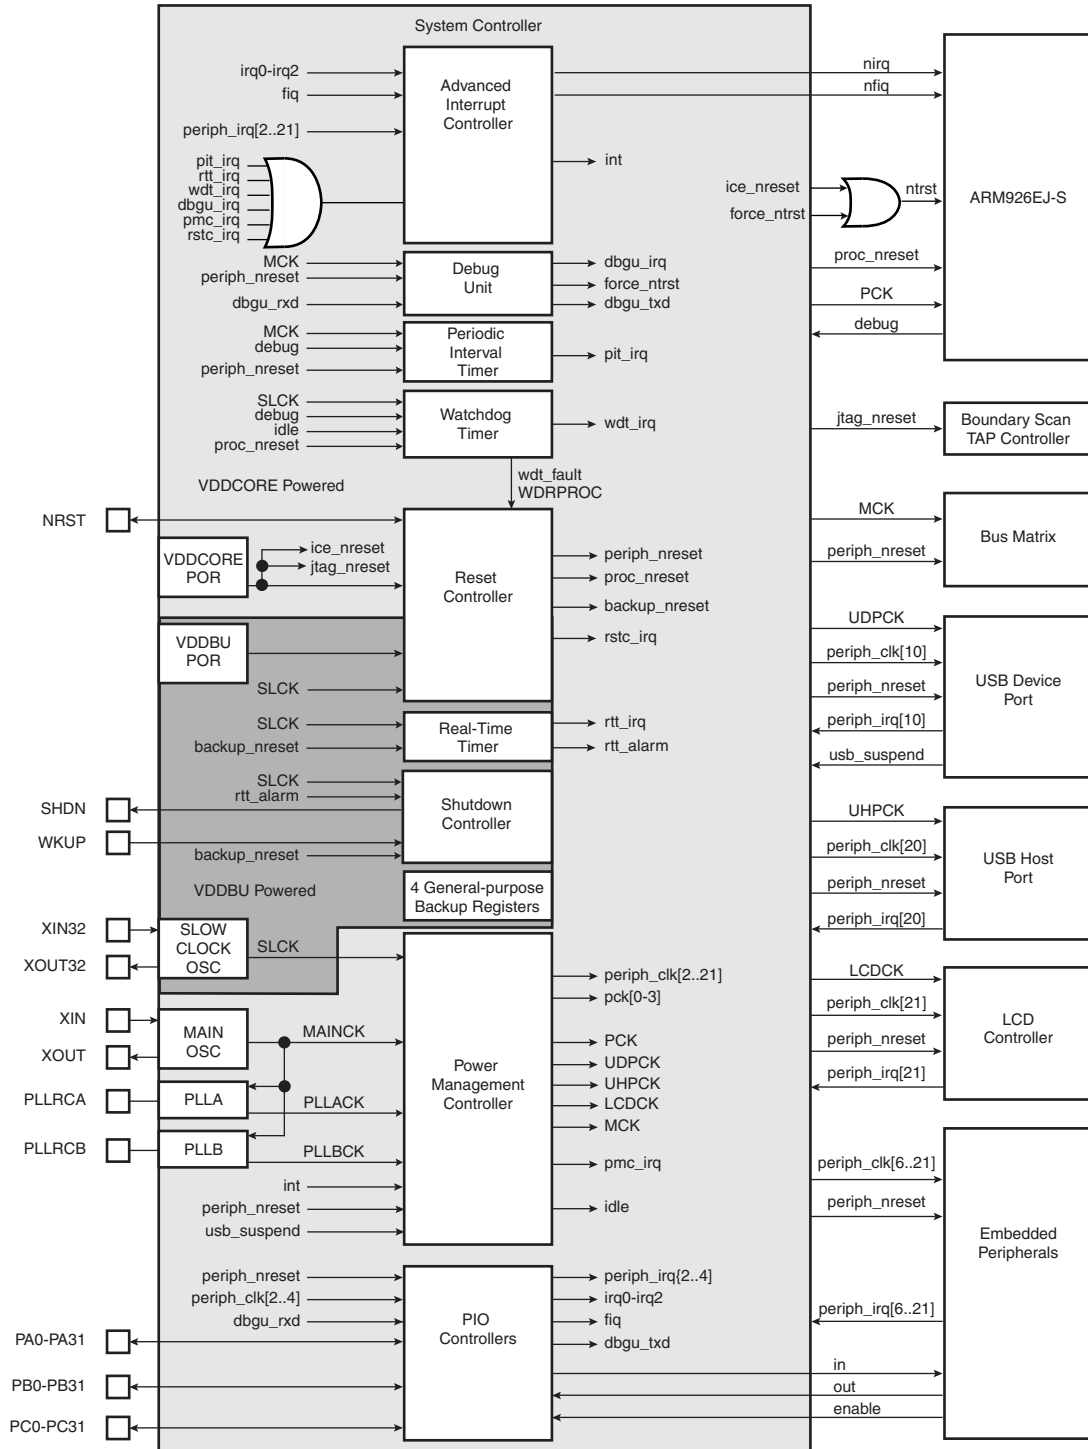 System Controller
irq0-irq2
fiq
periph_irq[2..21]
pit_irq
rtt_irq
wdt_irq
dbgu_irq
pmc_irq
rstc_irq
Advanced
Interrupt
Controller
int
nirq
nfiq
ice_nreset
force_ntrst
ntrst
ARM926EJ-S
proc_nreset
PCK
debug
MCK
periph_nreset
dbgu_rxd
Debug
Unit
dbgu_irq
force_ntrst
dbgu_txd
MCK
debug
periph_nreset
Periodic
Interval
Timer
pit_irq
SLCK
debug
idle
proc_nreset
Watchdog
Timer
wdt_irq
jtag_nreset
Boundary Scan
TAP Controller
wdt_fault
WDRPROC
VDDCORE Powered
NRST
VDDCORE
POR
ice_nreset
jtag_nreset
Reset
Controller
periph_nreset
proc_nreset
backup_nreset
rstc_irq
MCK
periph_nreset
Bus Matrix
VDDBU
POR
SLCK
UDPCK
periph_clk[10]
periph_nreset
periph_irq[10]
usb_suspend
USB Device
Port
SLCK
backup_nreset
Real-Time
Timer
rtt_irq
rtt_alarm
SHDN
WKUP
SLCK
rtt_alarm
backup_nreset
Shutdown
Controller
VDDBU Powered
4 General-purpose
Backup Registers
UHPCK
periph_clk[20]
periph_nreset
periph_irq[20]
USB Host
Port
XIN32
XOUT32
SLOW
CLOCK
OSC
SLCK
XIN
XOUT
MAIN
OSC
MAINCK
PLLRCA
PLLA
PLLACK
PLLRCB
PLLB
PLLBCK
int
periph_nreset
usb_suspend
Power
Management
Controller
periph_clk[2..21]
pck[0-3]
PCK
UDPCK
UHPCK
LCDCK
MCK
pmc_irq
idle
LCDCK
periph_clk[21]
periph_nreset
periph_irq[21]
LCD
Controller
periph_clk[6..21]
periph_nreset
periph_irq[6..21]
in
out
enable
Embedded
Peripherals
periph_nreset
periph_clk[2..4]
dbgu_rxd
PA0-PA31
PB0-PB31
PC0-PC31
PIO
Controllers
periph_irq{2..4]
irq0-irq2
fiq
dbgu_txd